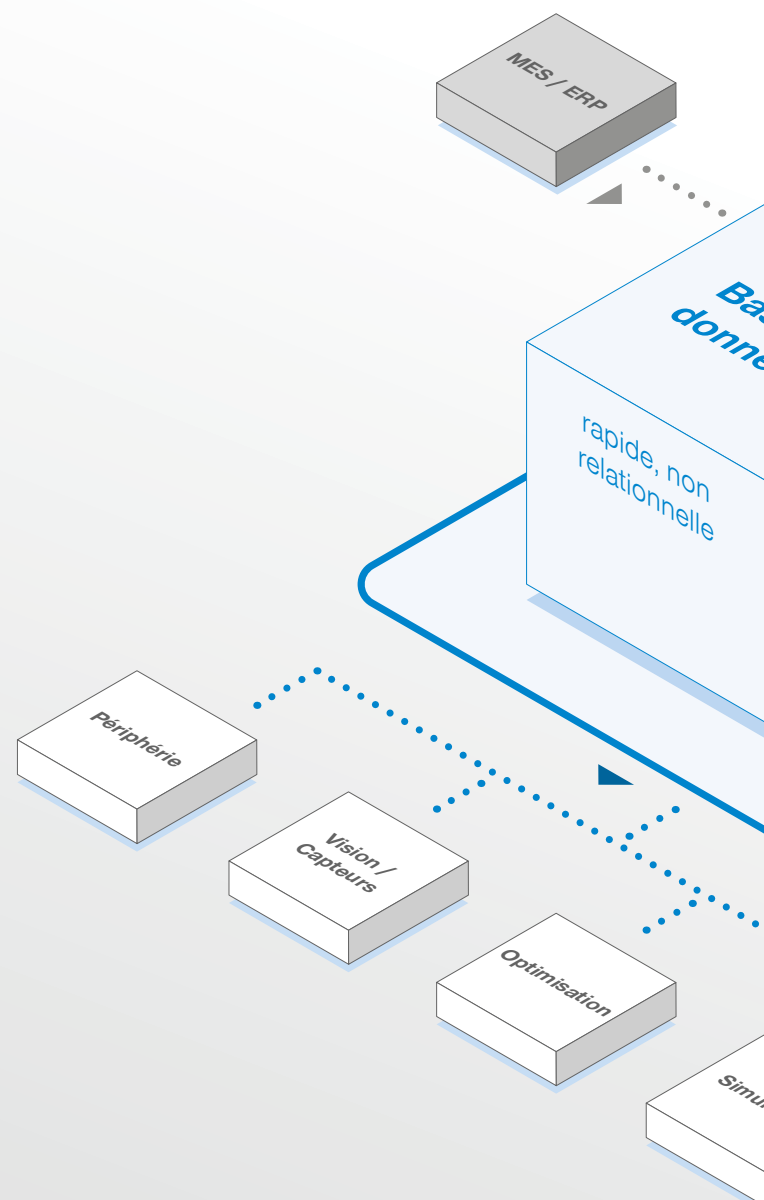 MES / ERP
rapide, non
relationnelle
Périphérie
Vision /
Capteurs
Optimisation